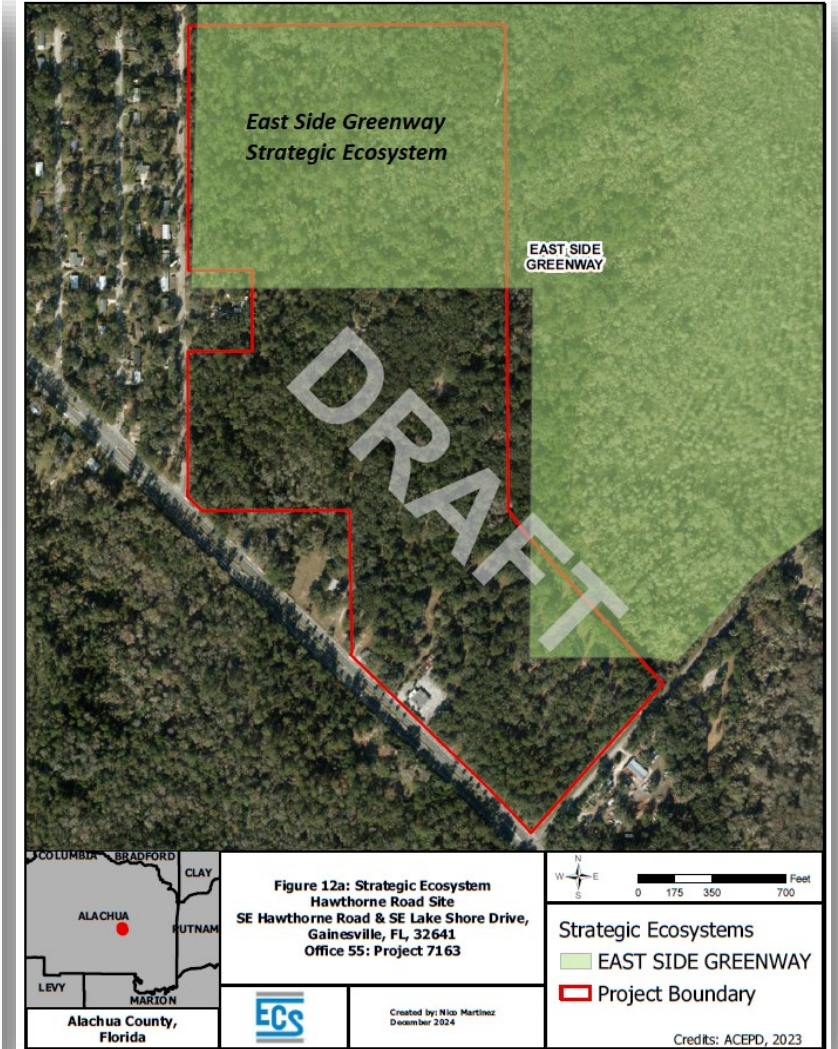 East Side Greenway
Strategic Ecosystem
EAST SIDE
GREENWAY
DRAFT
COLUMBIA
BRADFORD
CLAY
ALACHUA
PUTNAM
LEVY
MARION
Alachua County,
Florida
Figure 12a: Strategic Ecosystem
Hawthorne Road Site
SE Hawthorne Road & SE Lake Shore Drive,
Gainesville, FL, 32641
Office 55: Project 7163
ECS
Created by: Nico Martinez
December 2024
N
W E
S
Feet
0 175 350 700
Strategic Ecosystems
EAST SIDE GREENWAY
Project Boundary
Credits: ACEPD, 2023